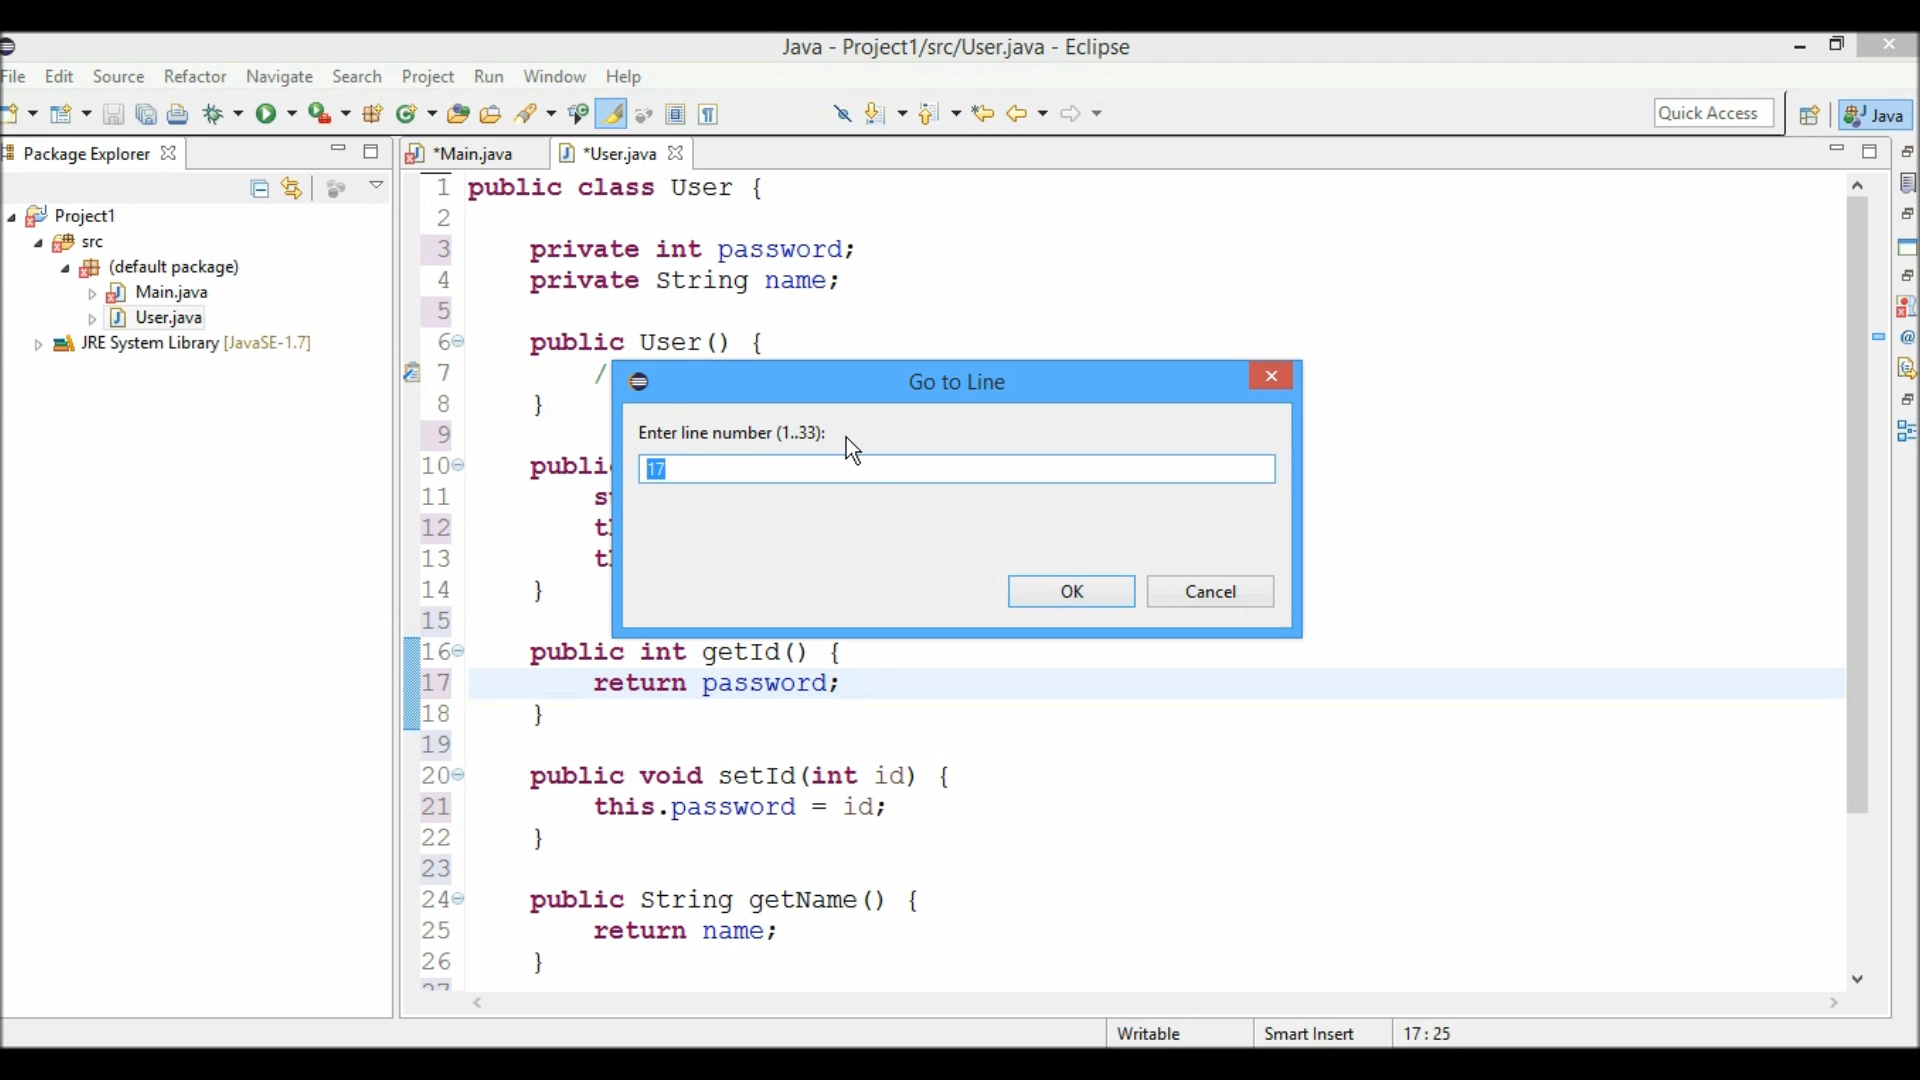 Java - Project1/src/User.java - Eclipse
File Edit Source Refactor Navigate Search Project Run Window Help
Quick Access
Java
Package Explorer
*Main.java
*User.java
Project1
src
(default package)
Main.java
User.java
JRE System Library [JavaSE-1.7]
1 public class User {
2
3 private int password;
4 private String name;
5
6 public User() {
7 /
8 }
9
10 publi
11 s
12 t
13 t
14 }
15
16 public int getId() {
17 return password;
18 }
19
20 public void setId(int id) {
21 this.password = id;
22 }
23
24 public String getName() {
25 return name;
26 }
27
Go to Line
Enter line number (1..33):
17
OK Cancel
Writable Smart Insert 17 : 25